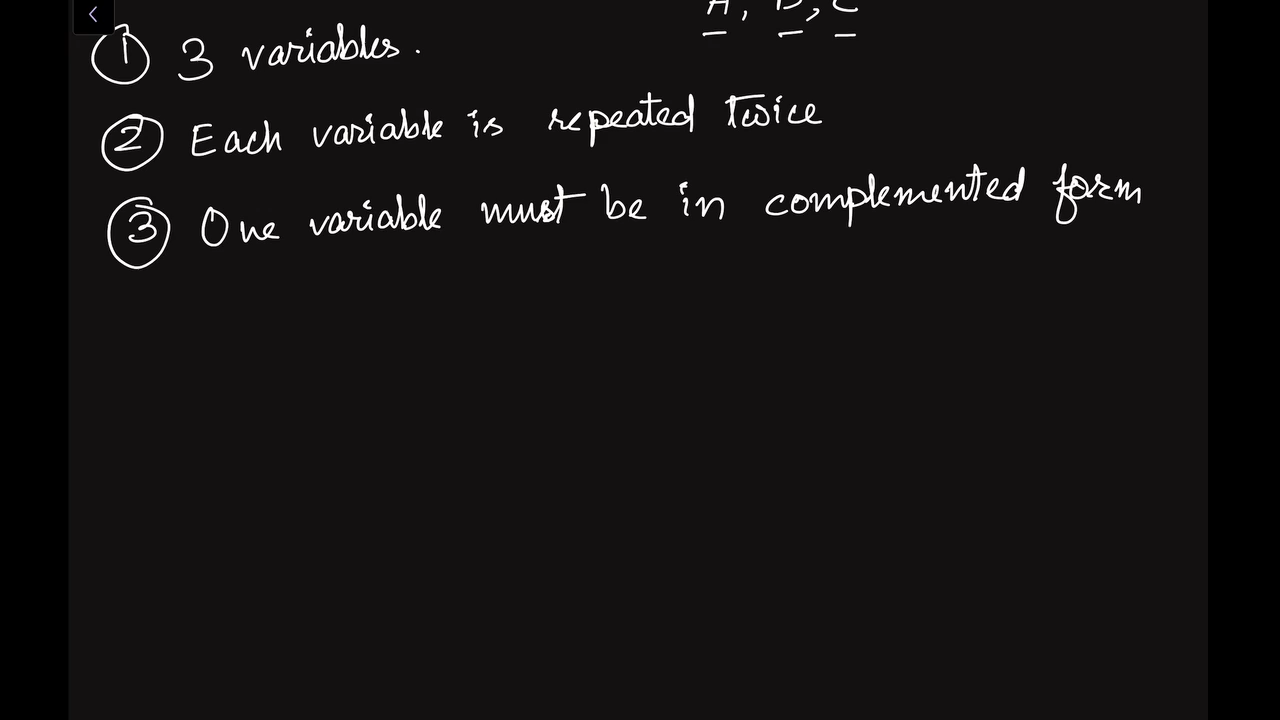 A, B, C
① 3 variables.
② Each variable is repeated twice
③ One variable must be in complemented form